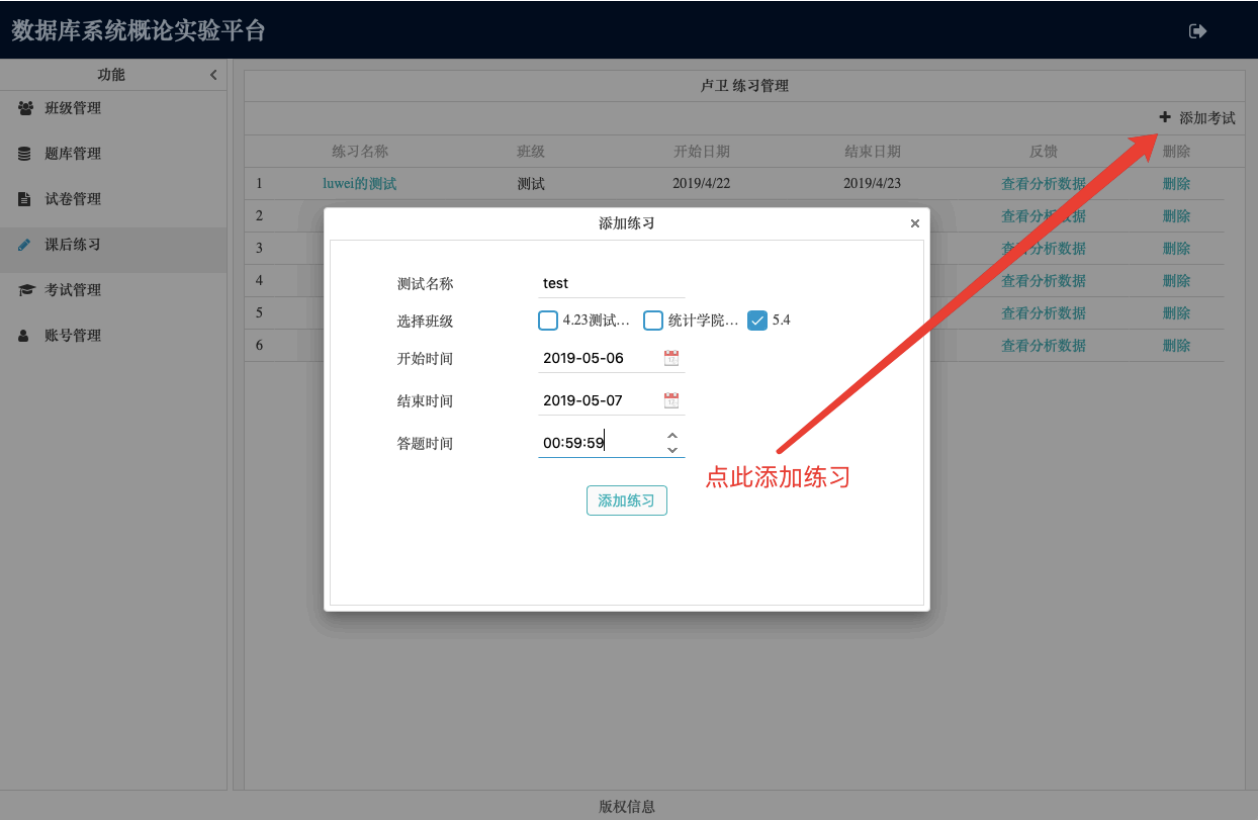 数据库系统概论实验平台
功能
班级管理
题库管理
试卷管理
课后练习
考试管理
账号管理
卢卫 练习管理
添加考试
练习名称 班级 开始日期 结束日期 反馈 删除
1 luwei的测试 测试 2019/4/22 2019/4/23 查看分析数据 删除
2 查看分析数据 删除
3 查看分析数据 删除
4 查看分析数据 删除
5 查看分析数据 删除
6 查看分析数据 删除
添加练习
测试名称 test
选择班级 4.23测试... 统计学院... 5.4
开始时间 2019-05-06
结束时间 2019-05-07
答题时间 00:59:59
添加练习
点此添加练习
版权信息